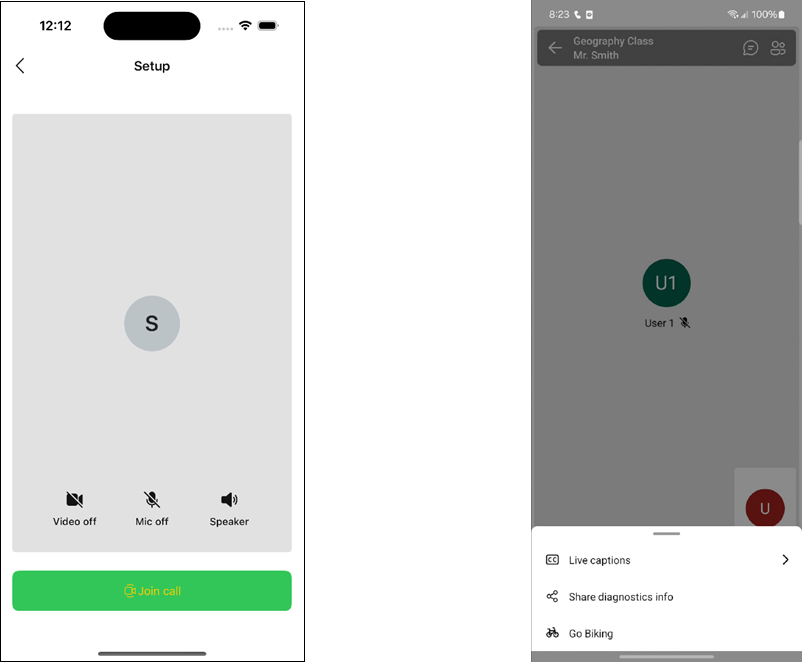 12:12
Setup
S
Video off
Mic off
Speaker
Join call
8:23
100%
Geography Class
Mr. Smith
U1
User 1
U
CC
Live captions
Share diagnostics info
Go Biking